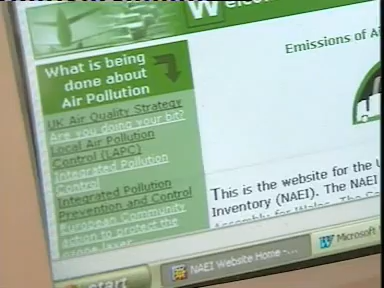 Welco
Emissions of Ai
What is being
done about
Air Pollution
UK Air Quality Strategy
Are you doing your bit?
Local Air Pollution
Control (LAPC)
Integrated Pollution
Control
Integrated Pollution
Prevention and Control
European Community
action to protect the
ozone layer
This is the website for the U
Inventory (NAEI). The NAEI
Assembly for Wales, The
start
NAEI Website Home -...
W Microsoft